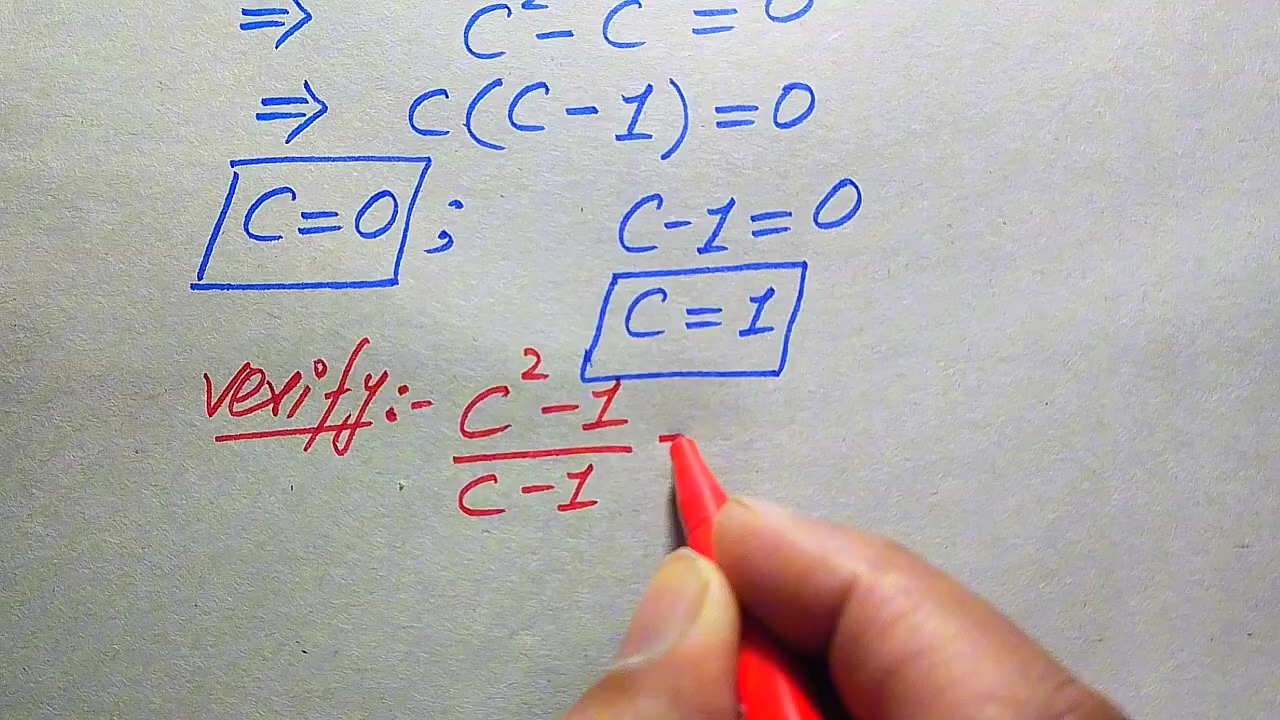 ⇒ C² - C = 0
⇒ C(C-1) = 0
C = 0 ; C-1 = 0
C = 1
verify:- C² - 1
C - 1